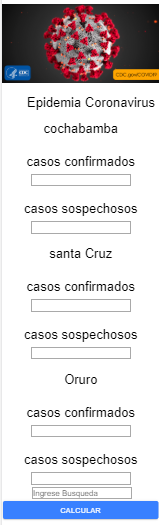 CDC
CDC.gov/COVID19
Epidemia Coronavirus
cochabamba
casos confirmados
casos sospechosos
santa Cruz
casos confirmados
casos sospechosos
Oruro
casos confirmados
casos sospechosos
Ingrese Busqueda
CALCULAR